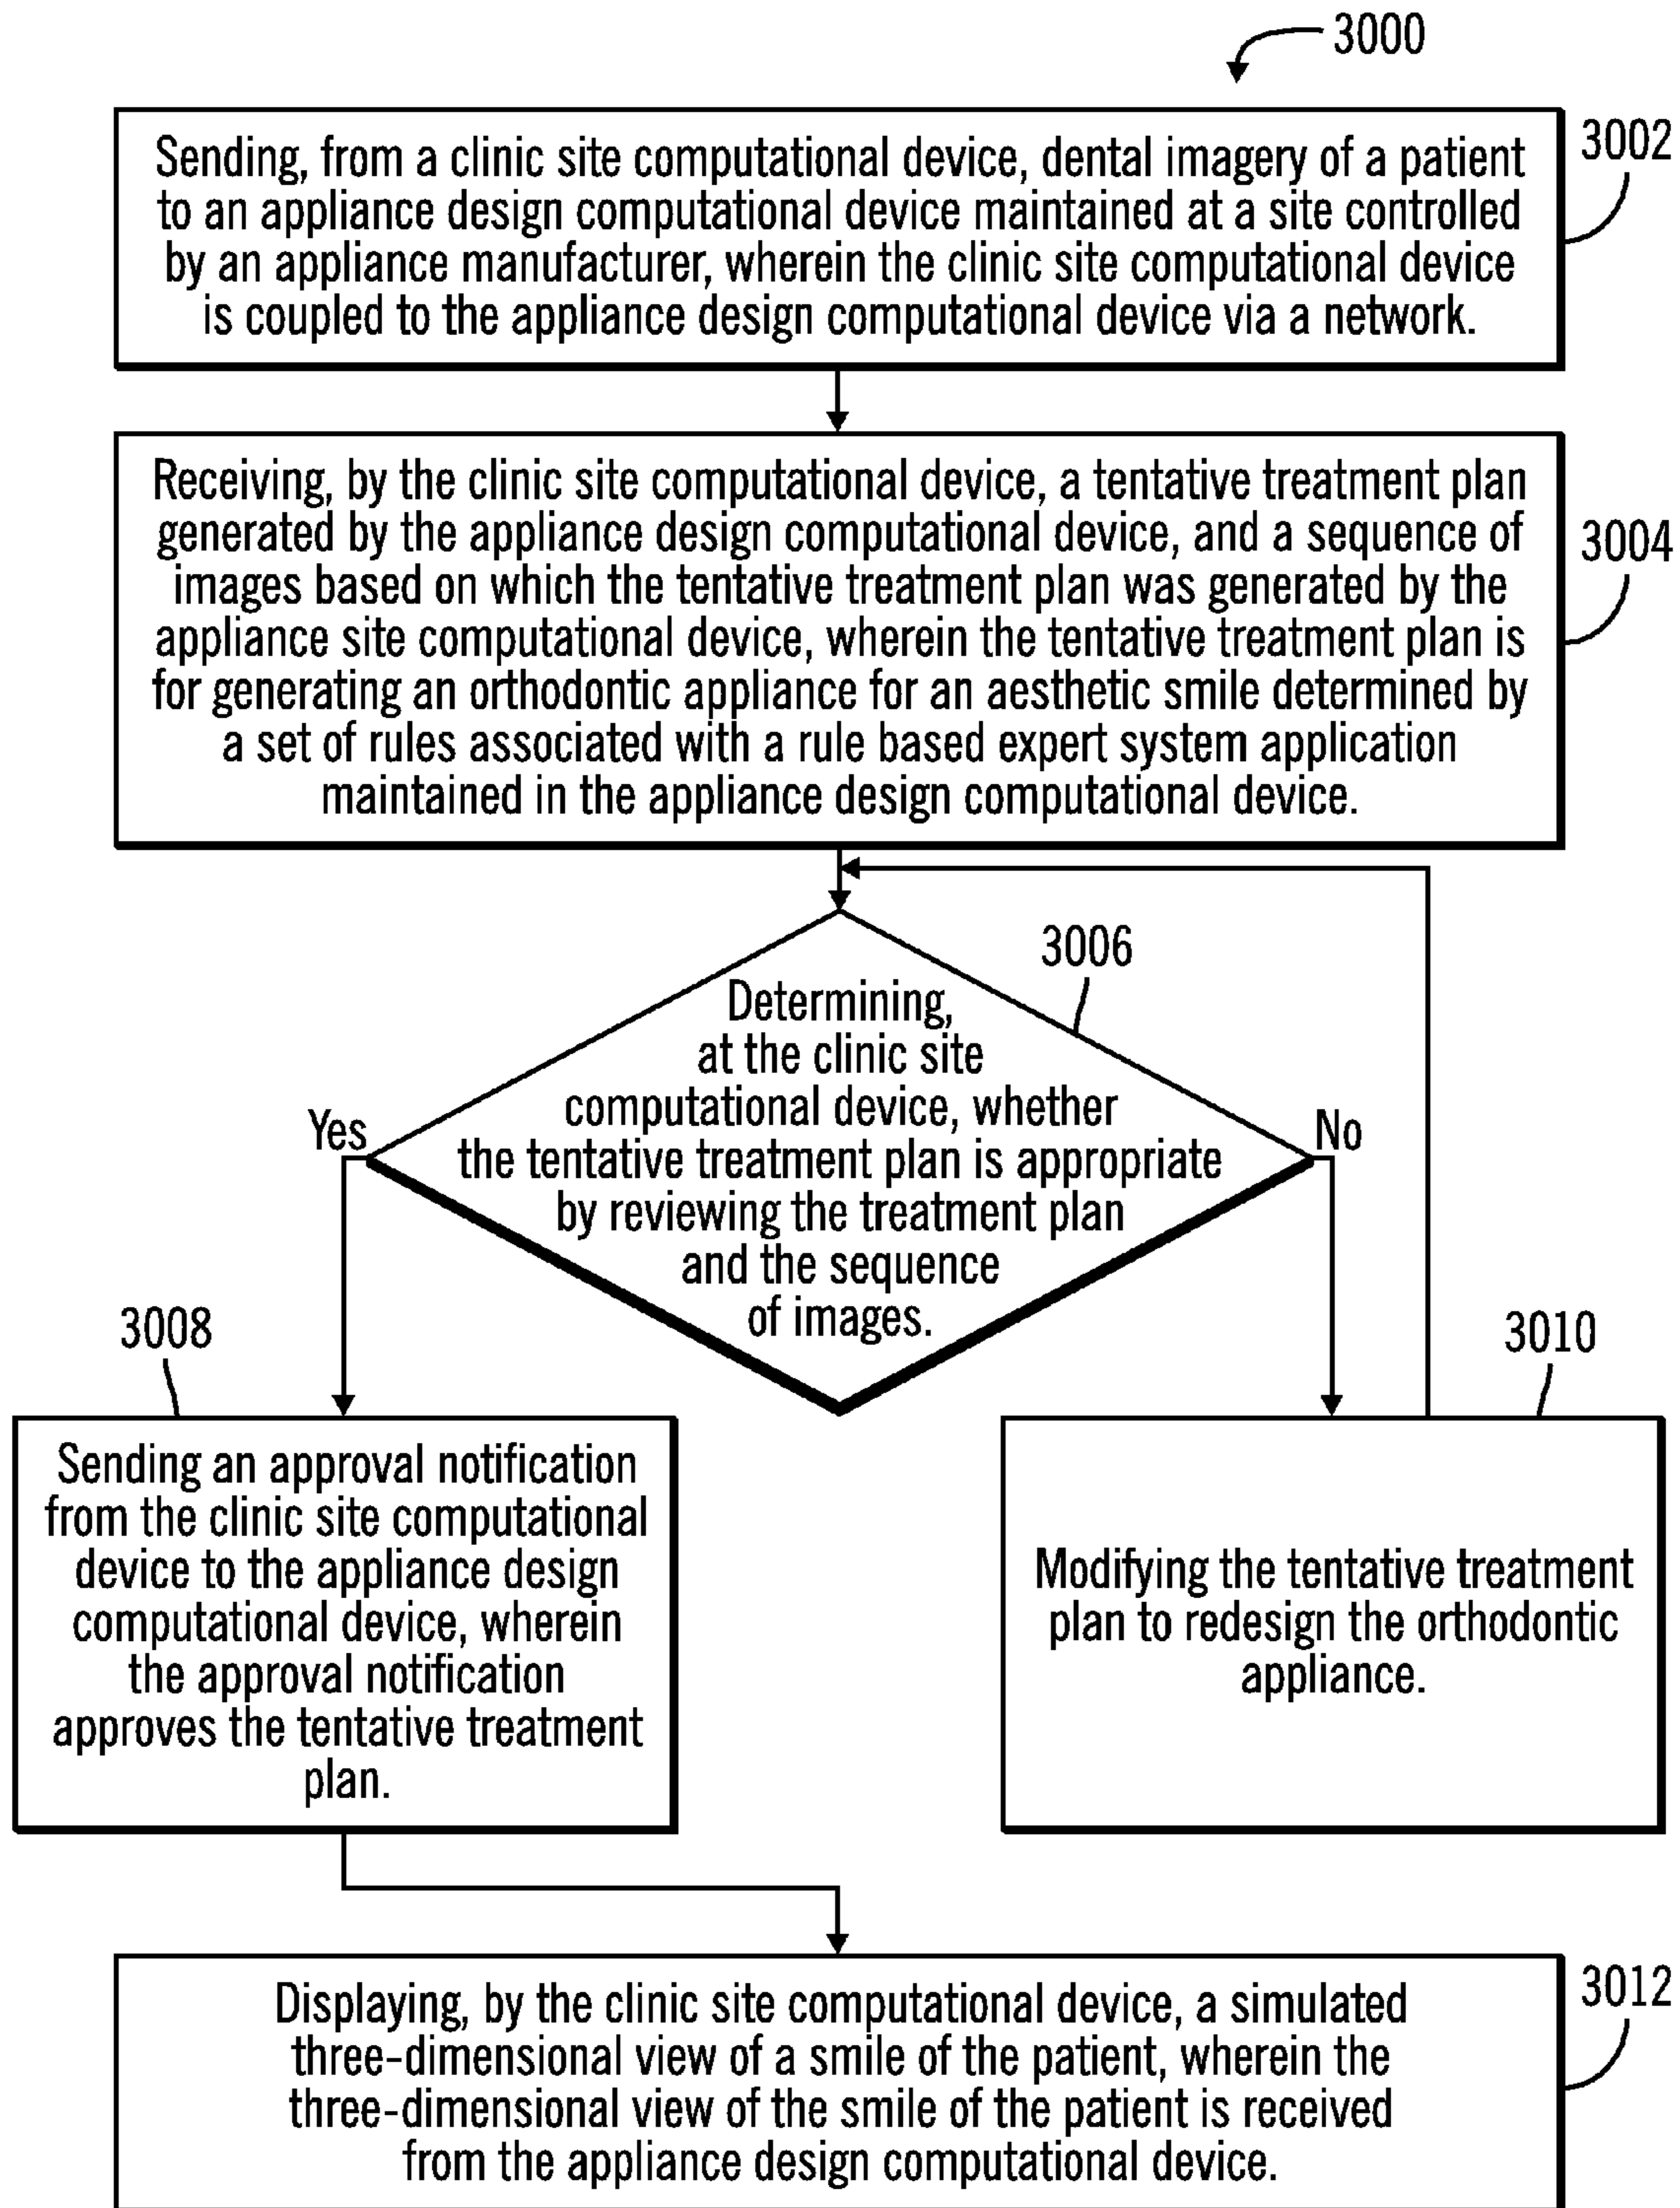 3000
3002
Sending, from a clinic site computational device, dental imagery of a patient
to an appliance design computational device maintained at a site controlled
by an appliance manufacturer, wherein the clinic site computational device
is coupled to the appliance design computational device via a network.
3004
Receiving, by the clinic site computational device, a tentative treatment plan
generated by the appliance design computational device, and a sequence of
images based on which the tentative treatment plan was generated by the
appliance site computational device, wherein the tentative treatment plan is
for generating an orthodontic appliance for an aesthetic smile determined by
a set of rules associated with a rule based expert system application
maintained in the appliance design computational device.
3006
Determining,
at the clinic site
computational device, whether
the tentative treatment plan is appropriate
by reviewing the treatment plan
and the sequence
of images.
Yes
No
3008
Sending an approval notification
from the clinic site computational
device to the appliance design
computational device, wherein
the approval notification
approves the tentative treatment
plan.
3010
Modifying the tentative treatment
plan to redesign the orthodontic
appliance.
3012
Displaying, by the clinic site computational device, a simulated
three-dimensional view of a smile of the patient, wherein the
three-dimensional view of the smile of the patient is received
from the appliance design computational device.